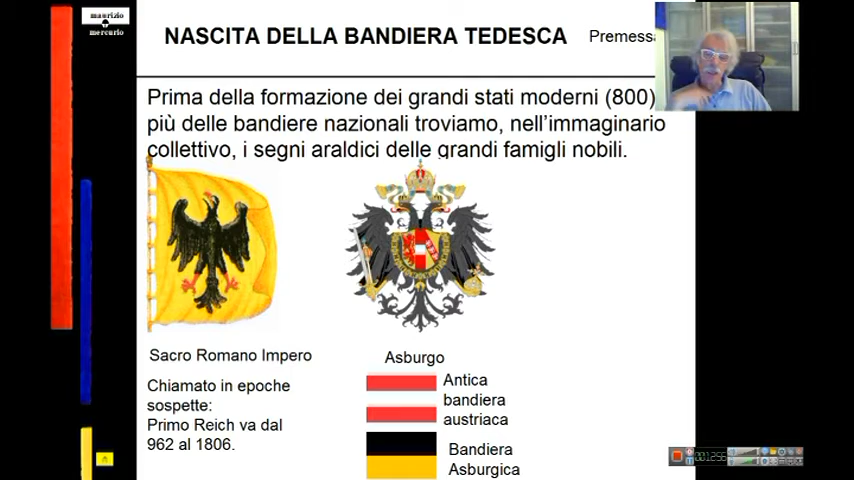 maurizio
mercurio
NASCITA DELLA BANDIERA TEDESCA
Premessa
Prima della formazione dei grandi stati moderni (800)
più delle bandiere nazionali troviamo, nell'immaginario
collettivo, i segni araldici delle grandi famigli nobili.
Sacro Romano Impero
Chiamato in epoche
sospette:
Primo Reich va dal
962 al 1806.
Asburgo
Antica
bandiera
austriaca
Bandiera
Asburgica